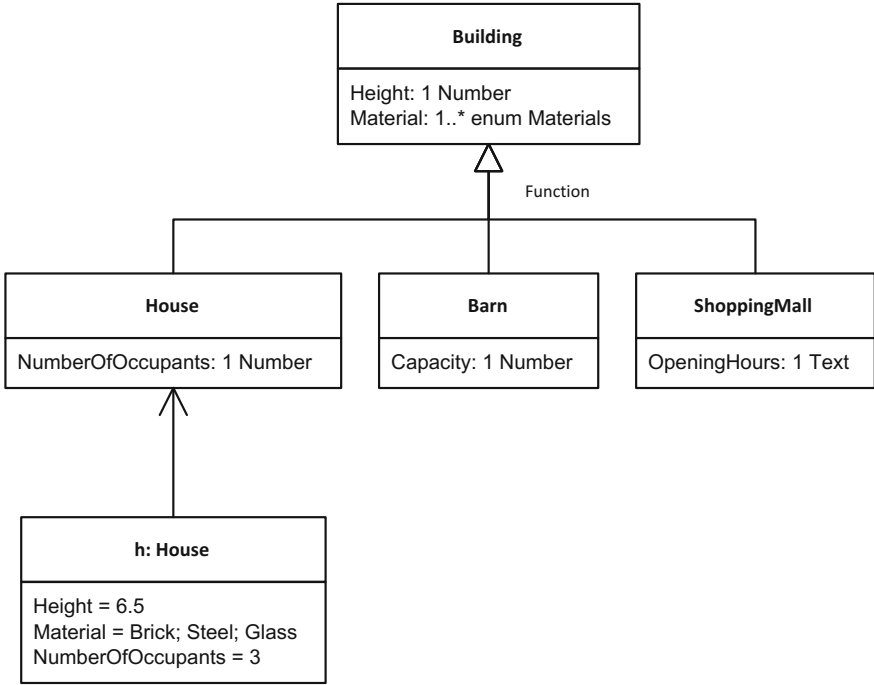 Building
Height: 1 Number
Material: 1..* enum Materials
Function
House
NumberOfOccupants: 1 Number
Barn
Capacity: 1 Number
ShoppingMall
OpeningHours: 1 Text
h: House
Height = 6.5
Material = Brick; Steel; Glass
NumberOfOccupants = 3